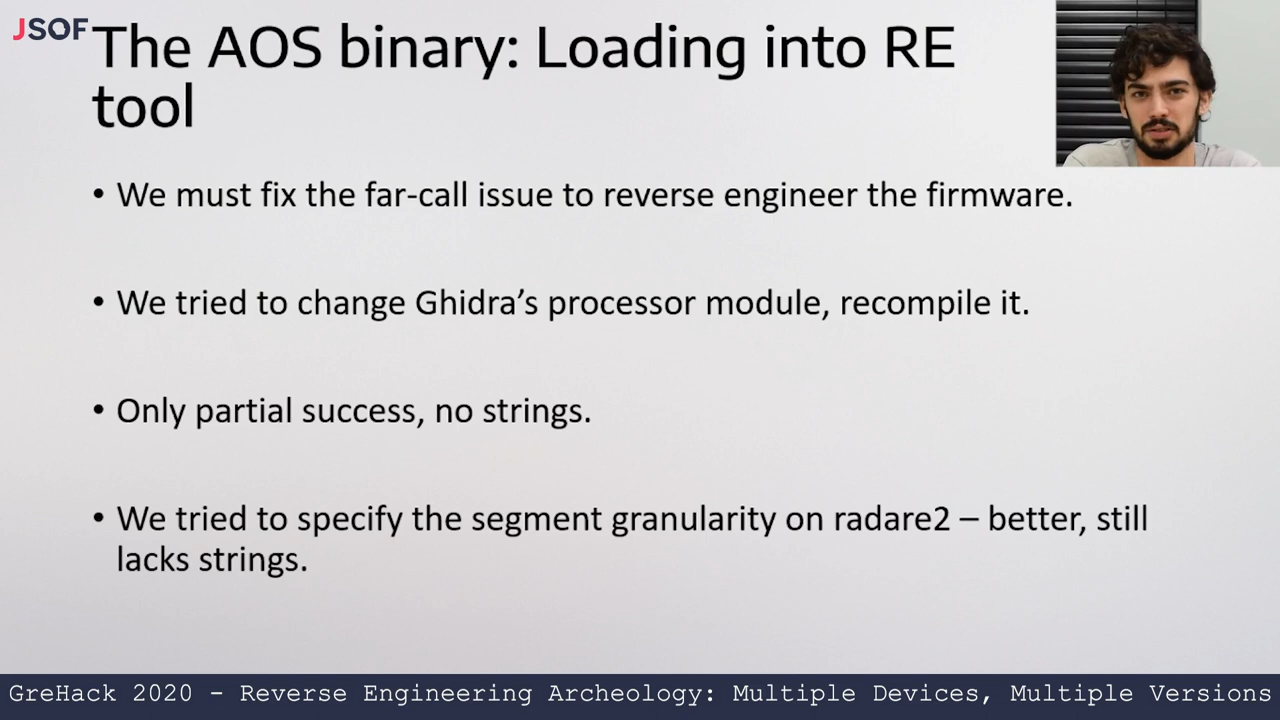 JSOF
The AOS binary: Loading into RE
tool
• We must fix the far-call issue to reverse engineer the firmware.
• We tried to change Ghidra’s processor module, recompile it.
• Only partial success, no strings.
• We tried to specify the segment granularity on radare2 – better, still
lacks strings.
GreHack 2020 - Reverse Engineering Archeology: Multiple Devices, Multiple Versions